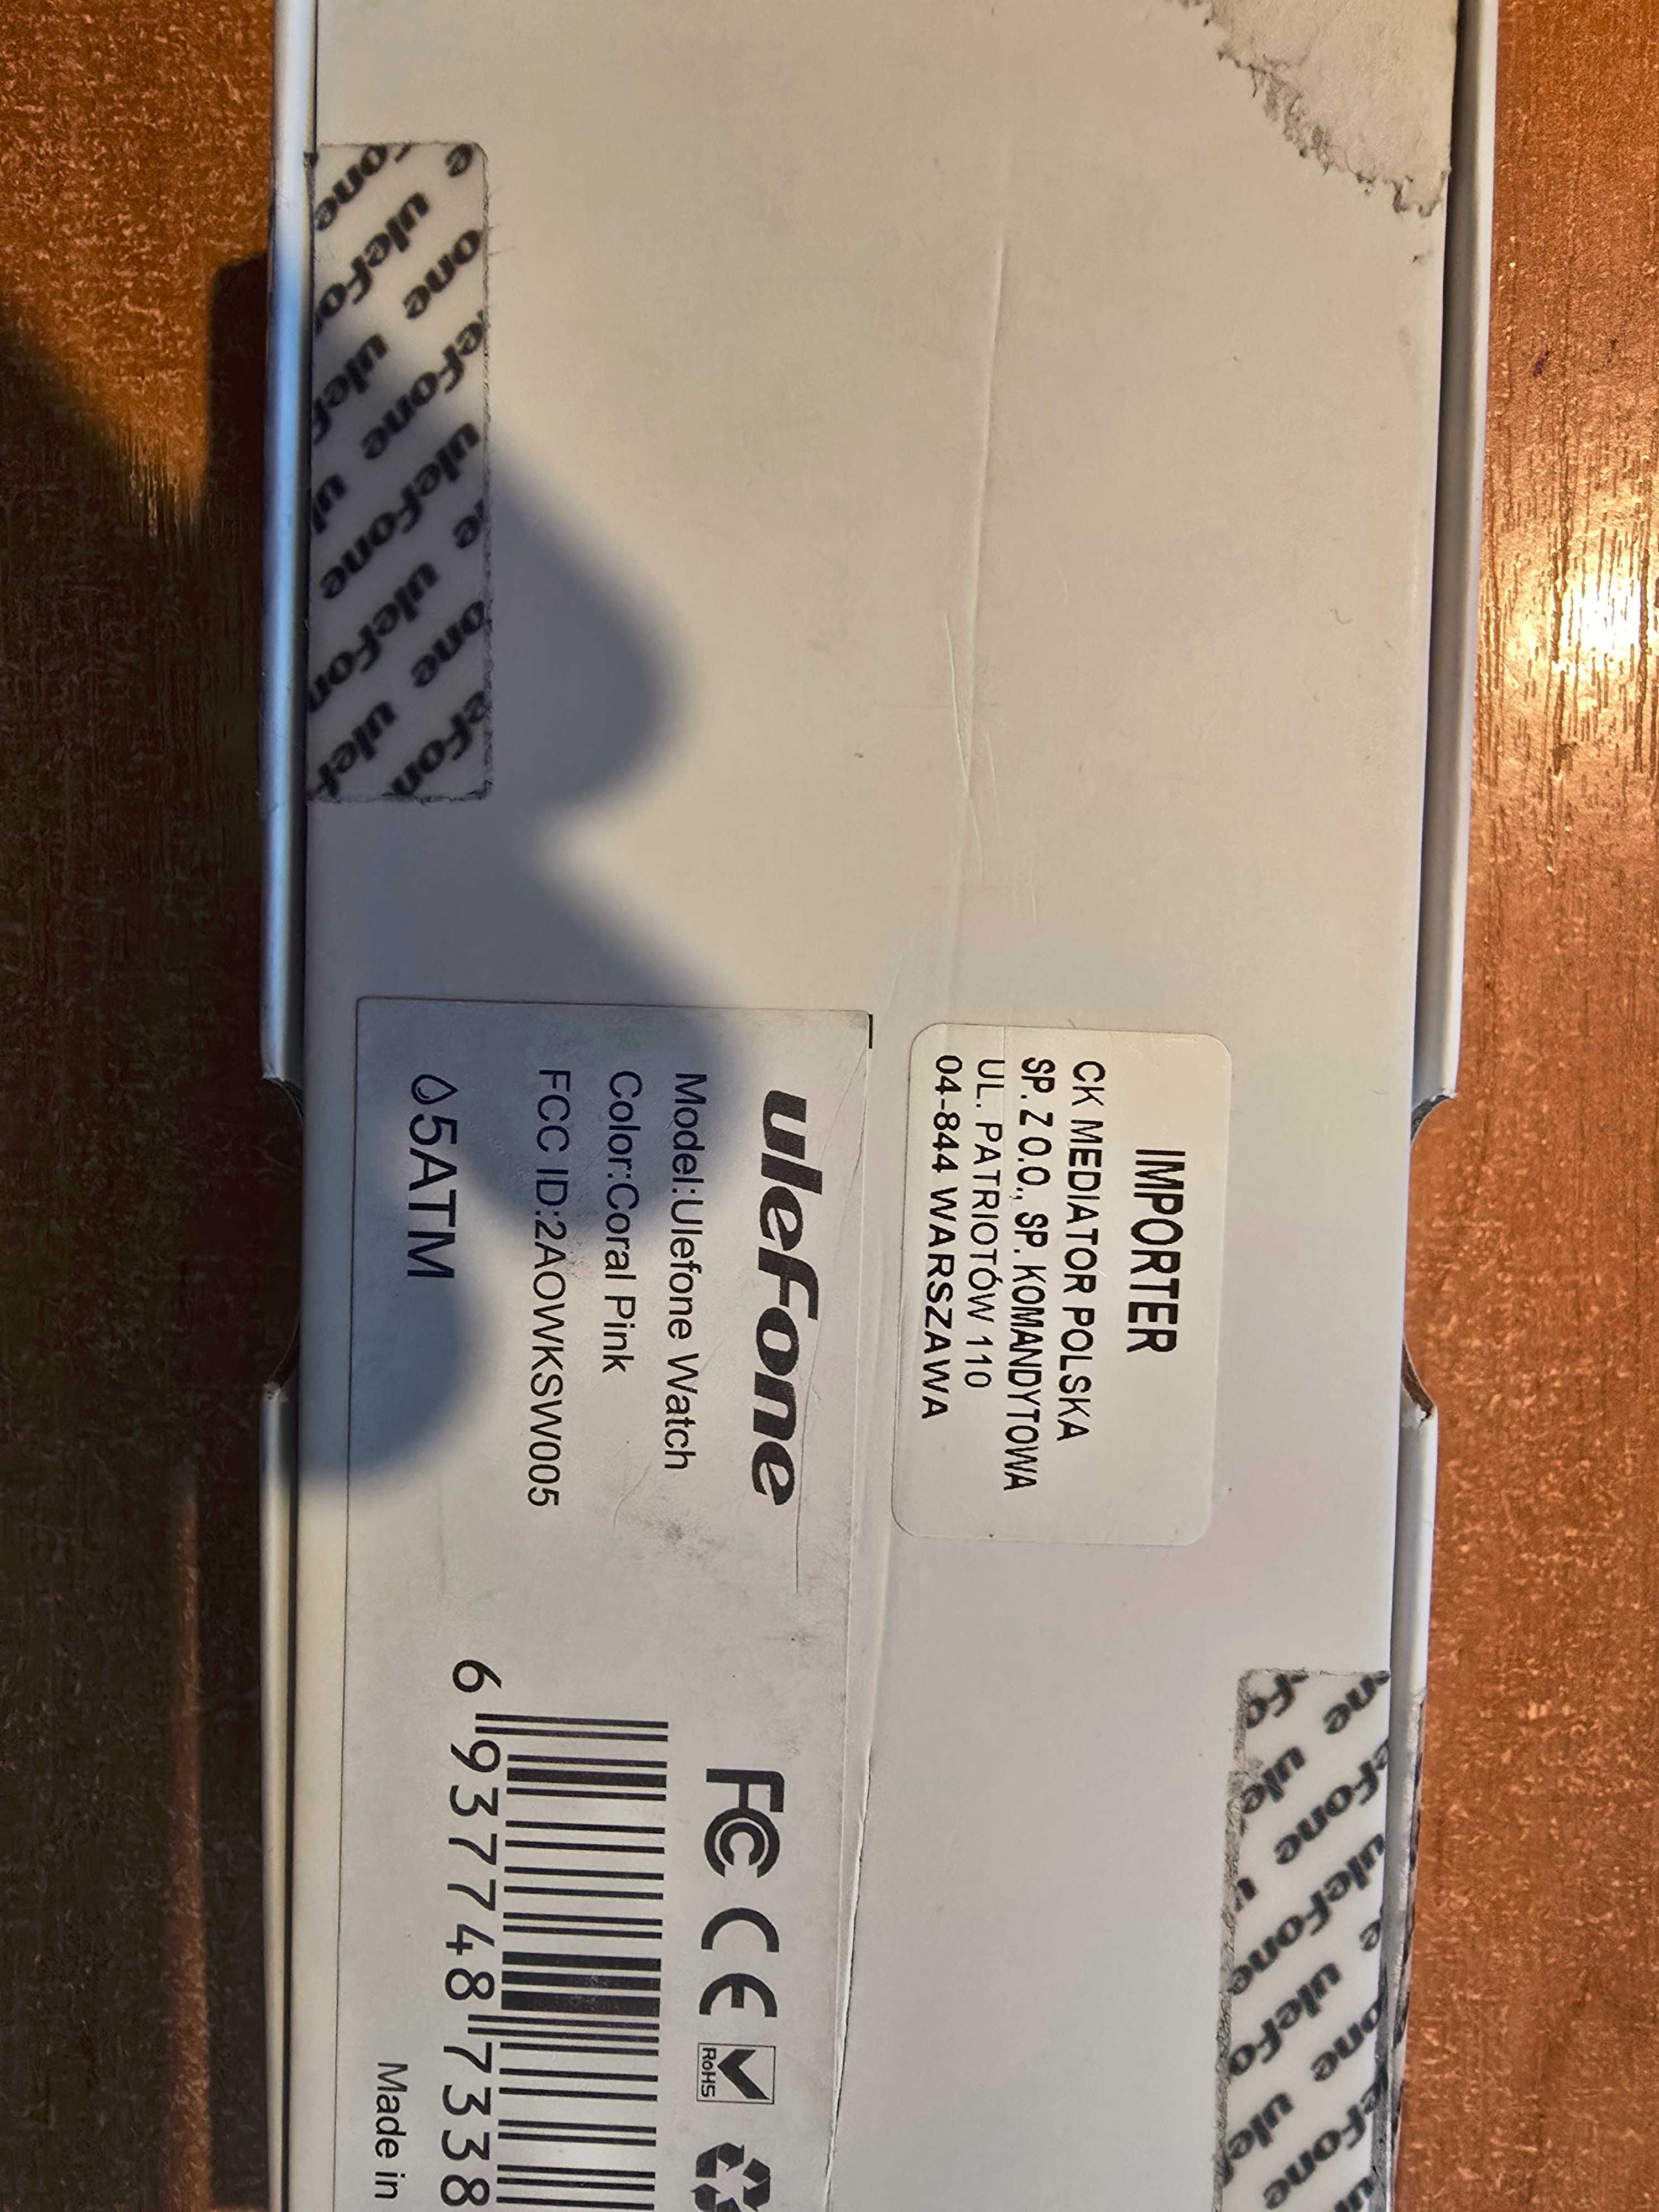 IMPORTER
CK MEDIATOR POLSKA
SP. Z O.O., SP. KOMANDYTOWA
UL. PATRIOTÓW 110
04-844 WARSZAWA
uleFone
Model:Ulefone Watch
Color:Coral Pink
FCC ID:2AOWKSW005
5ATM
FC CE RoHS
6 937748 7338
Made in
uleFone uleFone uleFone
uleFone uleFone uleFone